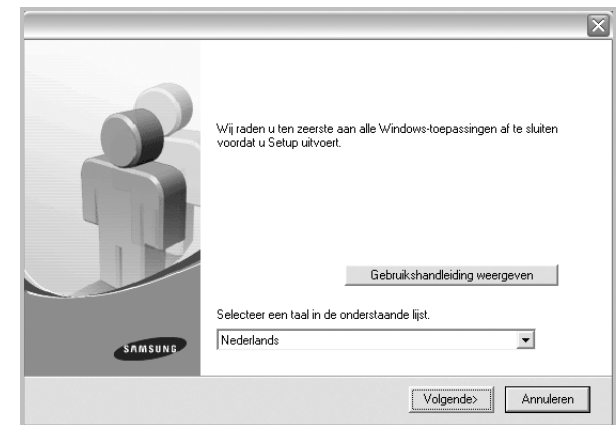 Wij raden u ten zeerste aan alle Windows-toepassingen af te sluiten
voordat u Setup uitvoert.
Gebruikshandleiding weergeven
Selecteer een taal in de onderstaande lijst.
Nederlands
SAMSUNG
Volgende>
Annuleren